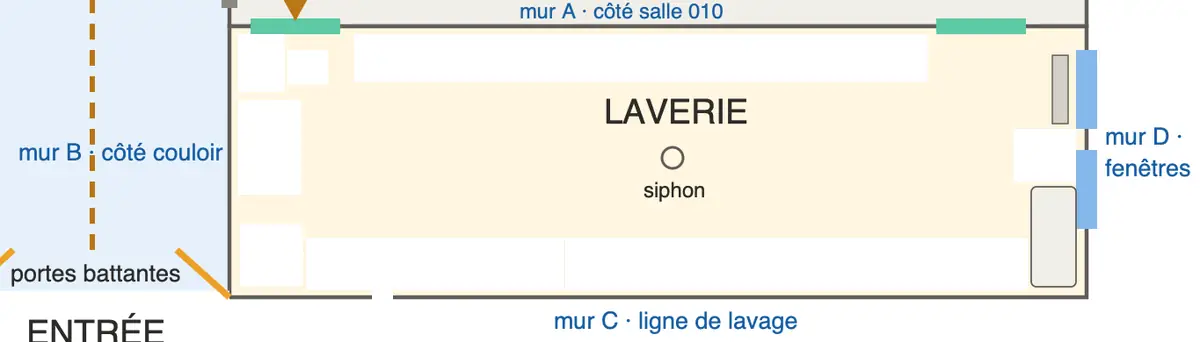 mur A · côté salle 010
LAVERIE
mur B · côté couloir
mur D ·
fenêtres
siphon
portes battantes
ENTRÉE
mur C · ligne de lavage